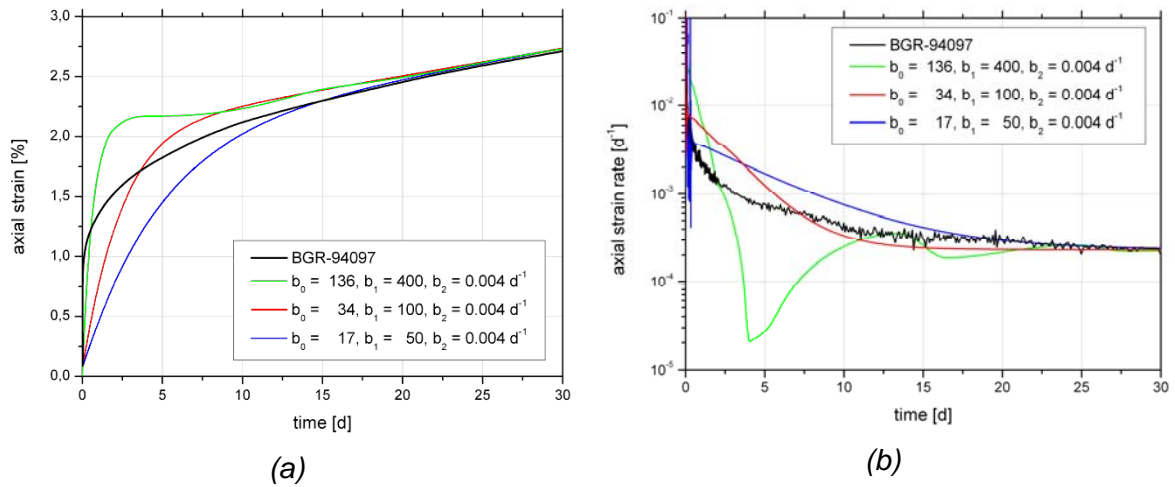 3,0
2,5
2,0
1,5
1,0
0,5
0,0
axial strain [%]
BGR-94097
b₀ = 136, b₁ = 400, b₂ = 0.004 d⁻¹
b₀ = 34, b₁ = 100, b₂ = 0.004 d⁻¹
b₀ = 17, b₁ = 50, b₂ = 0.004 d⁻¹
0 5 10 15 20 25 30
time [d]
(a)
10⁻¹
10⁻²
10⁻³
10⁻⁴
10⁻⁵
axial strain rate [d⁻¹]
BGR-94097
b₀ = 136, b₁ = 400, b₂ = 0.004 d⁻¹
b₀ = 34, b₁ = 100, b₂ = 0.004 d⁻¹
b₀ = 17, b₁ = 50, b₂ = 0.004 d⁻¹
0 5 10 15 20 25 30
time [d]
(b)